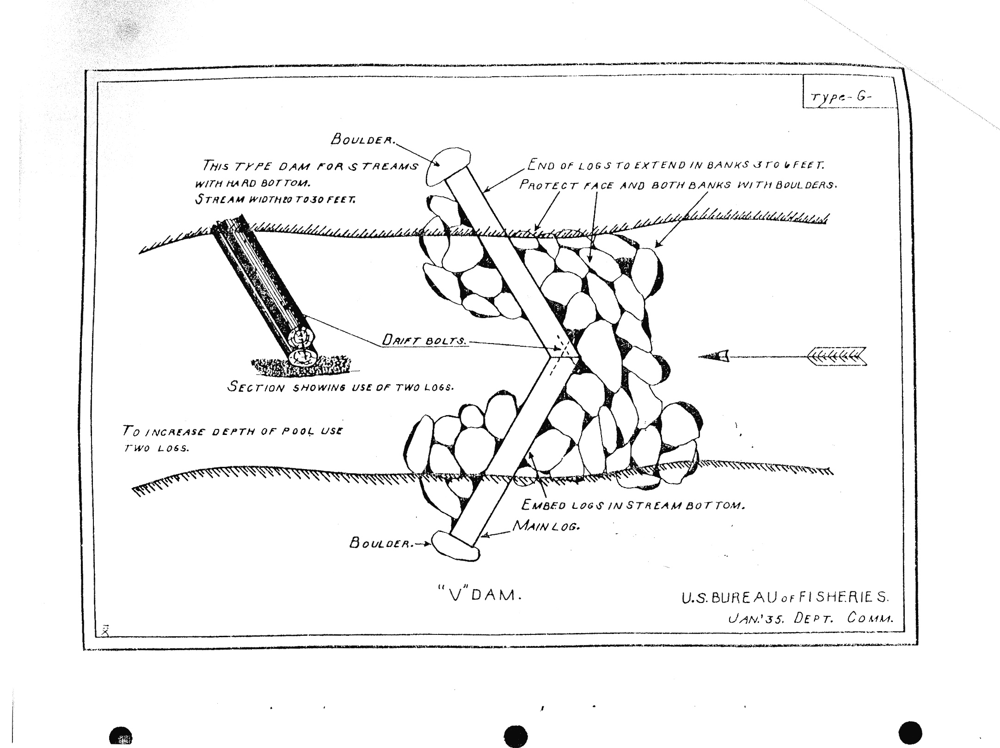 Type-G-
BOULDER.
THIS TYPE DAM FOR STREAMS
WITH HARD BOTTOM.
STREAM WIDTH 20 TO 30 FEET.
END OF LOGS TO EXTEND IN BANKS 3 TO 6 FEET.
PROTECT FACE AND BOTH BANKS WITH BOULDERS.
DRIFT BOLTS.
SECTION SHOWING USE OF TWO LOGS.
TO INCREASE DEPTH OF POOL USE
TWO LOGS.
EMBED LOGS IN STREAM BOTTOM.
MAIN LOG.
BOULDER.
"V" DAM.
U.S. BUREAU OF FISHERIES.
JAN.'35. DEPT. COMM.